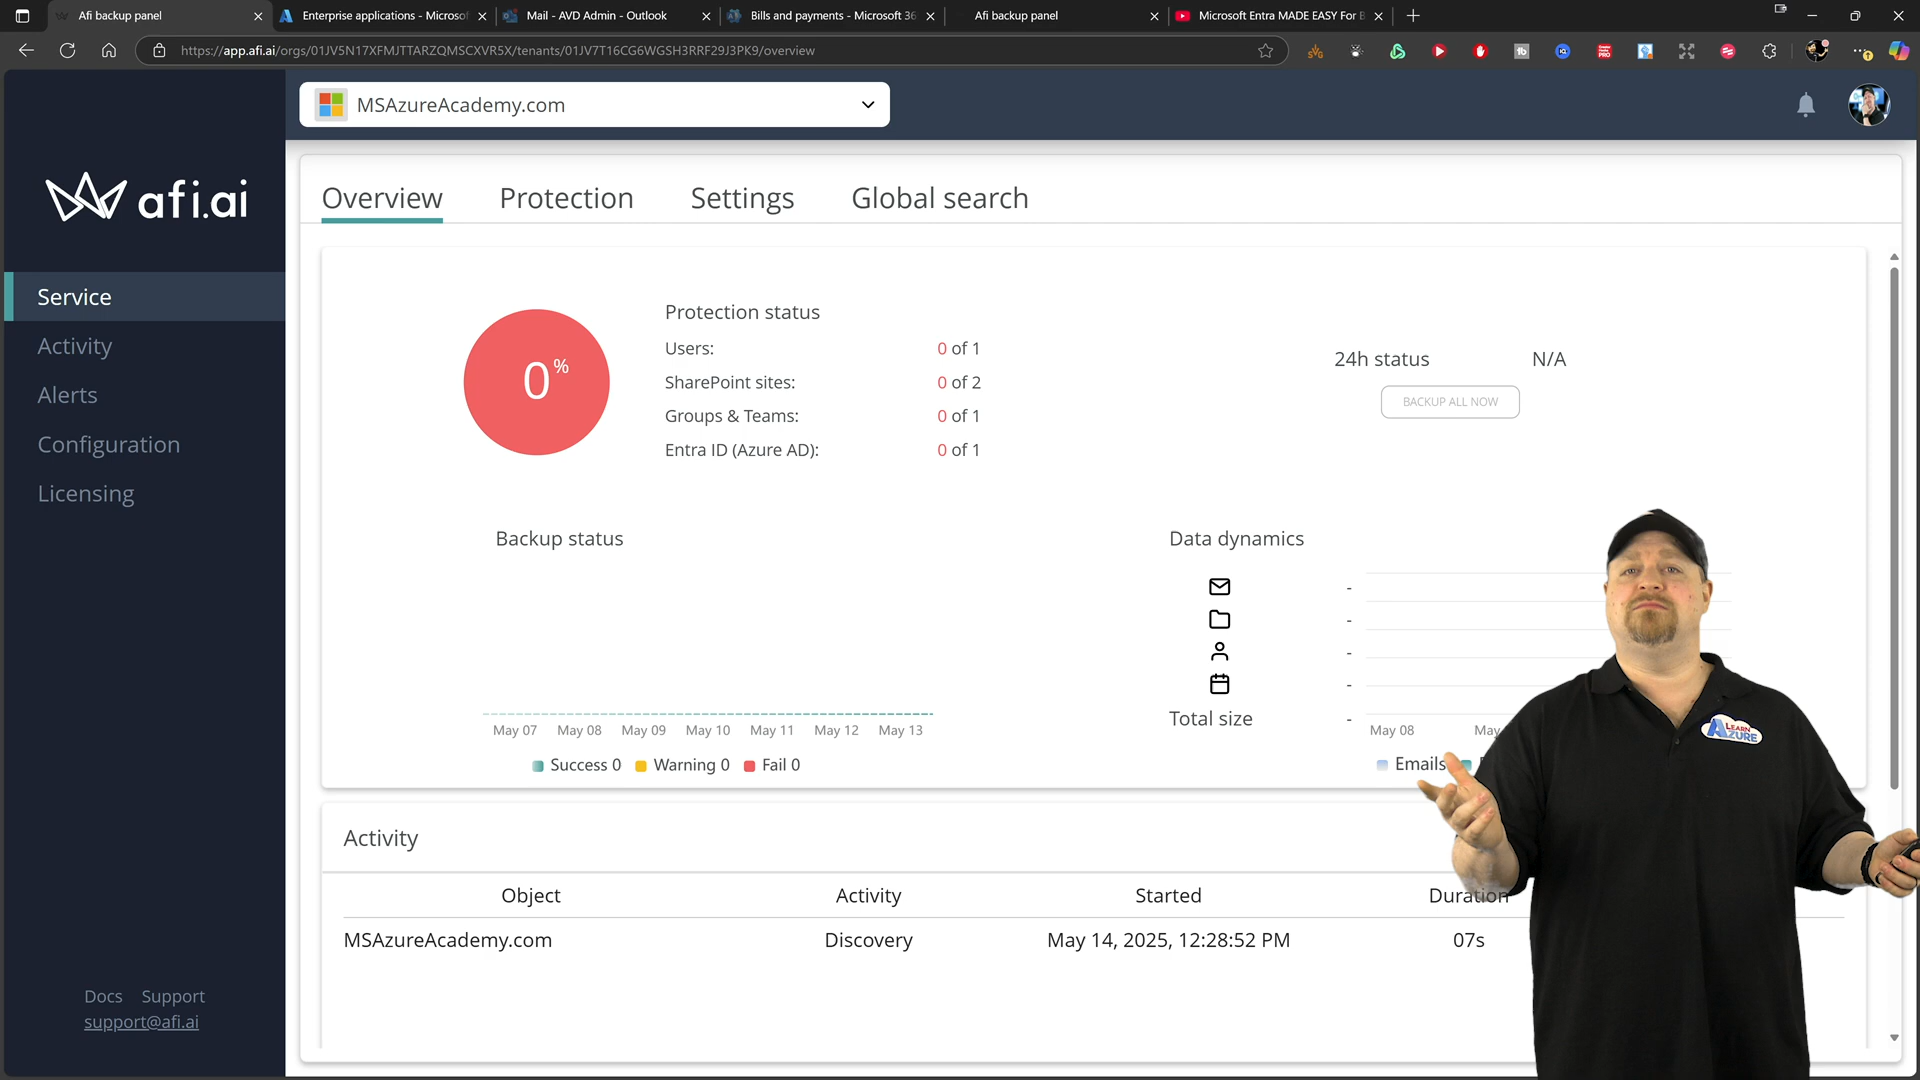 Afi backup panel
Enterprise applications - Microsof
Mail - AVD Admin - Outlook
Bills and payments - Microsoft 36
Afi backup panel
Microsoft Entra MADE EASY For B
https://app.afi.ai/orgs/01JV5N17XFMJTTARZQMSCXVR5X/tenants/01JV7T16CG6WGSH3RRF29J3PK9/overview
MSAzureAcademy.com
afi.ai
Service
Activity
Alerts
Configuration
Licensing
Docs Support
support@afi.ai
Overview Protection Settings Global search
0%
Protection status
Users: 0 of 1
SharePoint sites: 0 of 2
Groups & Teams: 0 of 1
Entra ID (Azure AD): 0 of 1
24h status N/A
BACKUP ALL NOW
Backup status
May 07 May 08 May 09 May 10 May 11 May 12 May 13
Success 0 Warning 0 Fail 0
Data dynamics
-
-
-
-
Total size -
May 08 May
Emails
LEARN
AZURE
Activity
Object Activity Started Duration
MSAzureAcademy.com Discovery May 14, 2025, 12:28:52 PM 07s